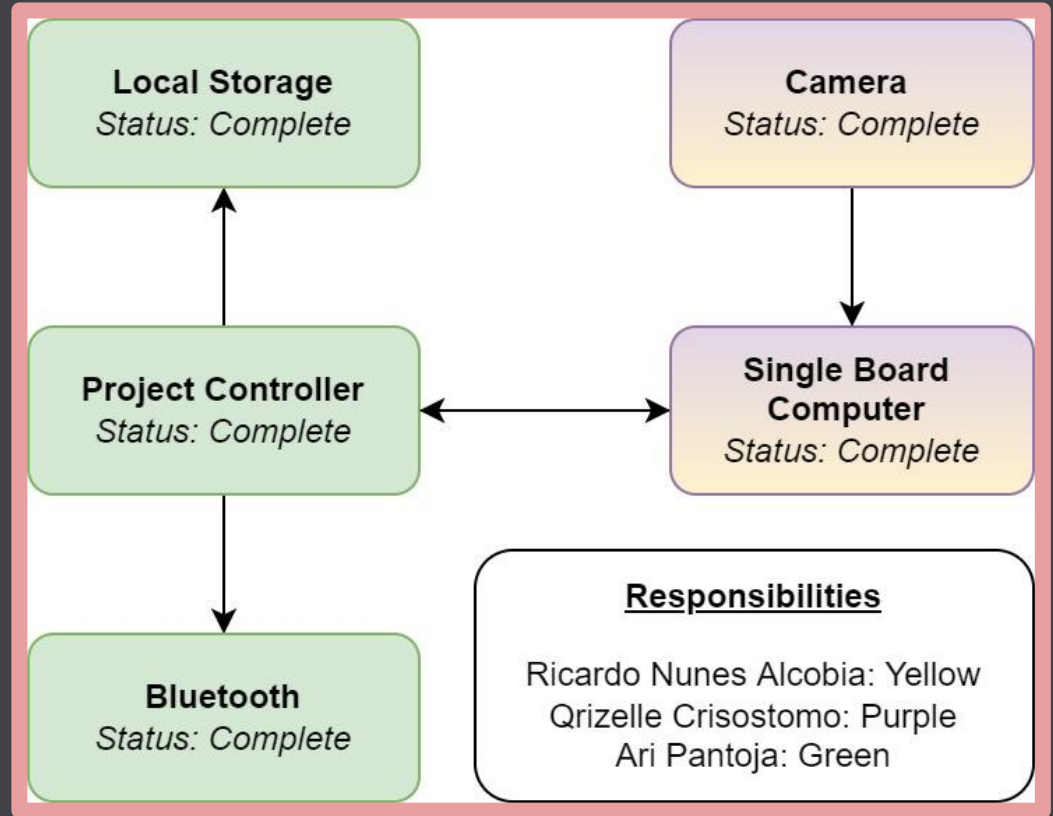 Local Storage
Status: Complete
Camera
Status: Complete
Project Controller
Status: Complete
Single Board
Computer
Status: Complete
Bluetooth
Status: Complete
Responsibilities
Ricardo Nunes Alcobia: Yellow
Qrizelle Crisostomo: Purple
Ari Pantoja: Green